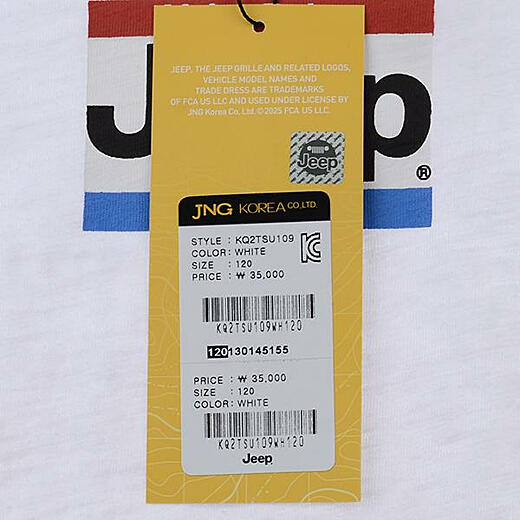 Jeep
®
JEEP, THE JEEP GRILLE AND RELATED LOGOS,
VEHICLE MODEL NAMES AND
TRADE DRESS ARE TRADEMARKS
OF FCA US LLC AND USED UNDER LICENSE BY
JNG Korea Co, Ltd. ©2025 FCA US LLC.
Jeep
JNG KOREA CO.,LTD.
STYLE : KQ2TSU109
COLOR: WHITE
SIZE : 120
PRICE : ₩ 35,000
KQ2TSU109WH120
120130145155
PRICE : ₩ 35,000
SIZE : 120
COLOR: WHITE
KQ2TSU109WH120
Jeep